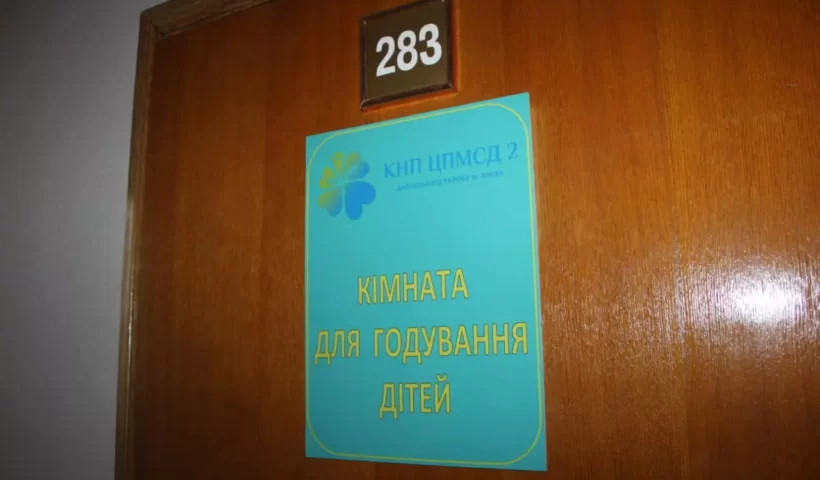 283
КНП ЦПМСД 2
КІМНАТА
ДЛЯ ГОДУВАННЯ
ДІТЕЙ